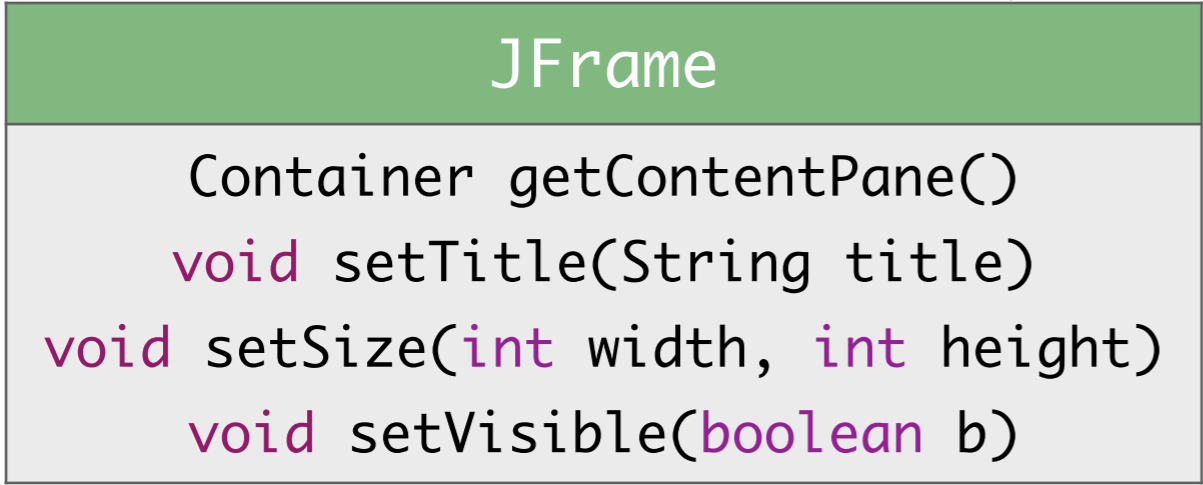 JFrame
Container getContentPane()
void setTitle(String title)
void setSize(int width, int height)
void setVisible(boolean b)